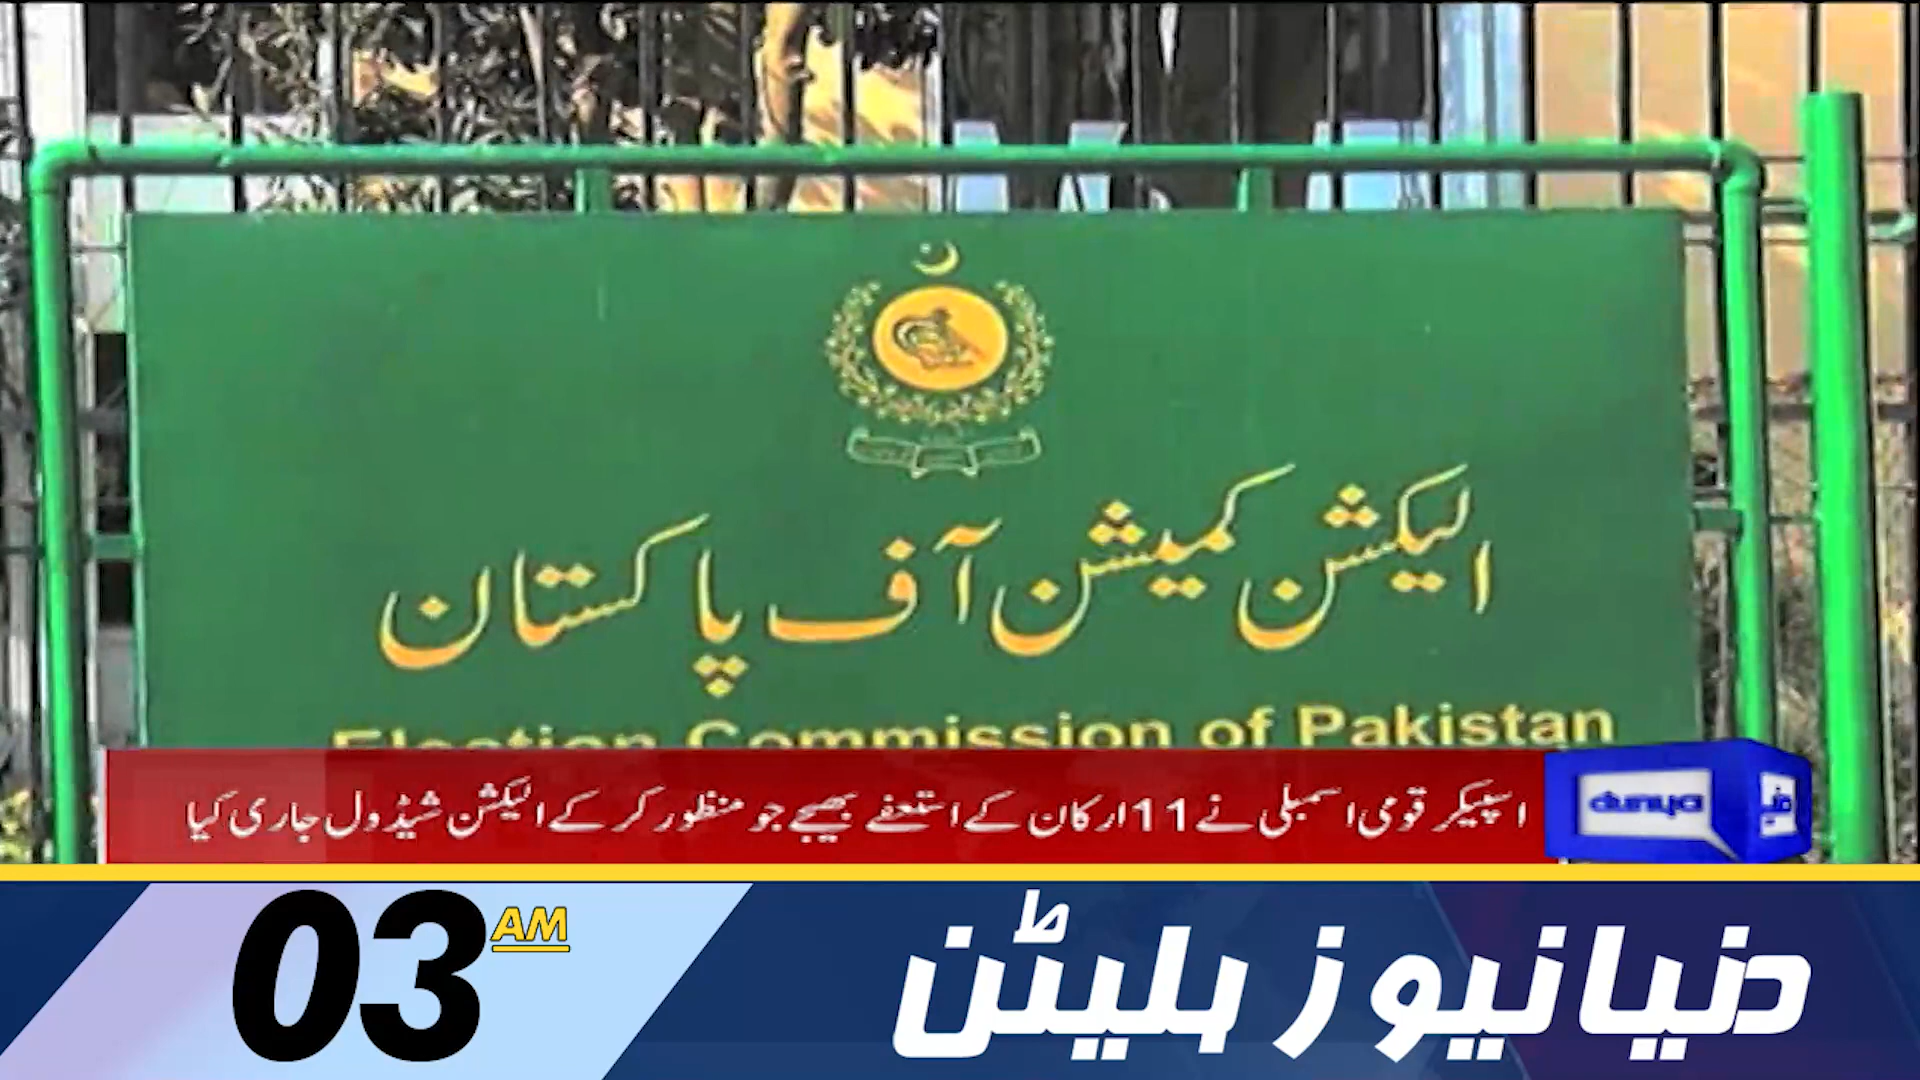 الیکشن کمیشن آف پاکستان
Election Commission of Pakistan
اسپیکر قومی اسمبلی نے 11 ارکان کے استعفے بھیجے جو منظور کر کے الیکشن شیڈول جاری کیا
dunya دنیا
03 AM
دنیا نیوز بلیٹن